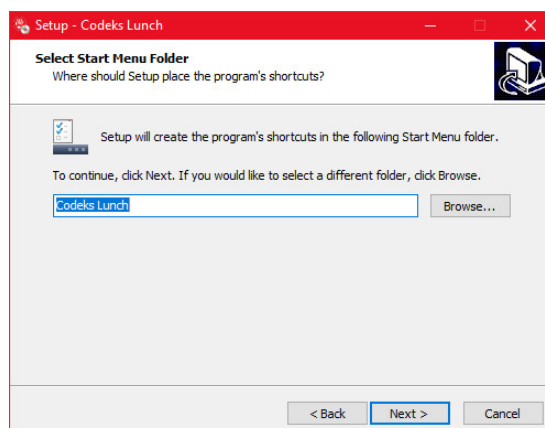 Setup - Codeks Lunch
Select Start Menu Folder
Where should Setup place the program's shortcuts?
Setup will create the program's shortcuts in the following Start Menu folder.
To continue, click Next. If you would like to select a different folder, click Browse.
Codeks Lunch
Browse...
< Back
Next >
Cancel